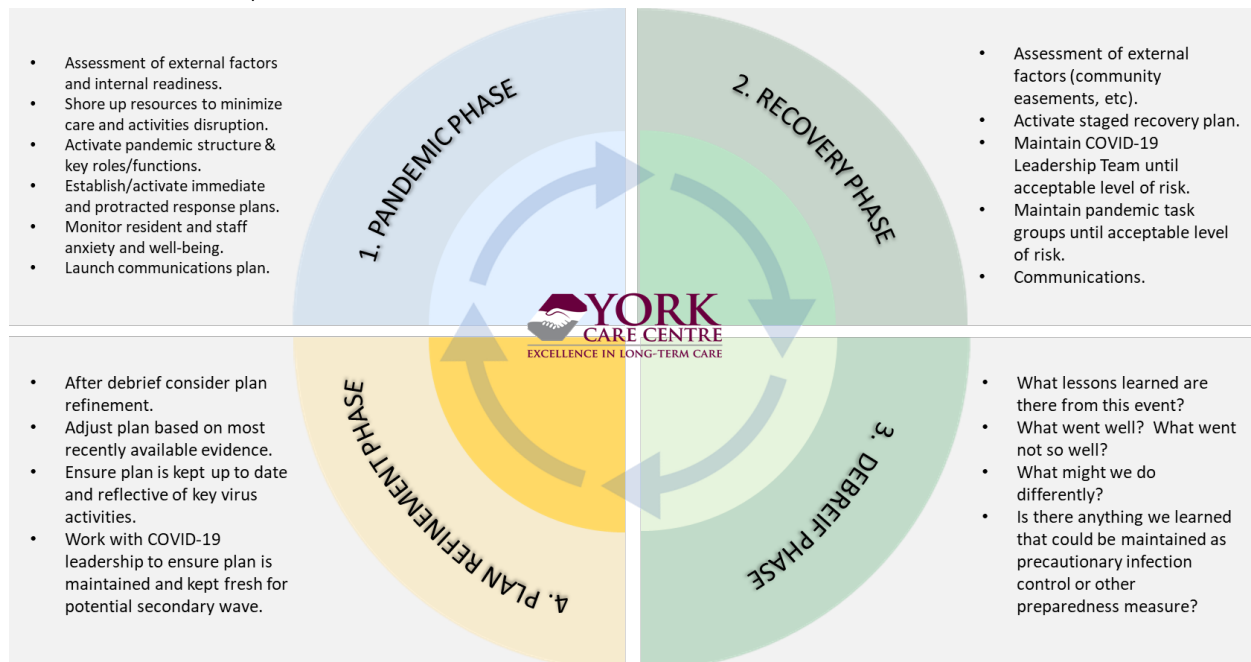 • Assessment of external factors
and internal readiness.
• Shore up resources to minimize
care and activities disruption.
• Activate pandemic structure &
key roles/functions.
• Establish/activate immediate
and protracted response plans.
• Monitor resident and staff
anxiety and well-being.
• Launch communications plan.
1. PANDEMIC PHASE
2. RECOVERY PHASE
• Assessment of external
factors (community
easements, etc).
• Activate staged recovery plan.
• Maintain COVID-19
Leadership Team until
acceptable level of risk.
• Maintain pandemic task
groups until acceptable level
of risk.
• Communications.
YORK
CARE CENTRE
EXCELLENCE IN LONG-TERM CARE
• After debrief consider plan
refinement.
• Adjust plan based on most
recently available evidence.
• Ensure plan is kept up to date
and reflective of key virus
activities.
• Work with COVID-19
leadership to ensure plan is
maintained and kept fresh for
potential secondary wave.
4. PLAN REFINEMENT PHASE
3. DEBREIF PHASE
• What lessons learned are
there from this event?
• What went well? What went
not so well?
• What might we do
differently?
• Is there anything we learned
that could be maintained as
precautionary infection
control or other
preparedness measure?